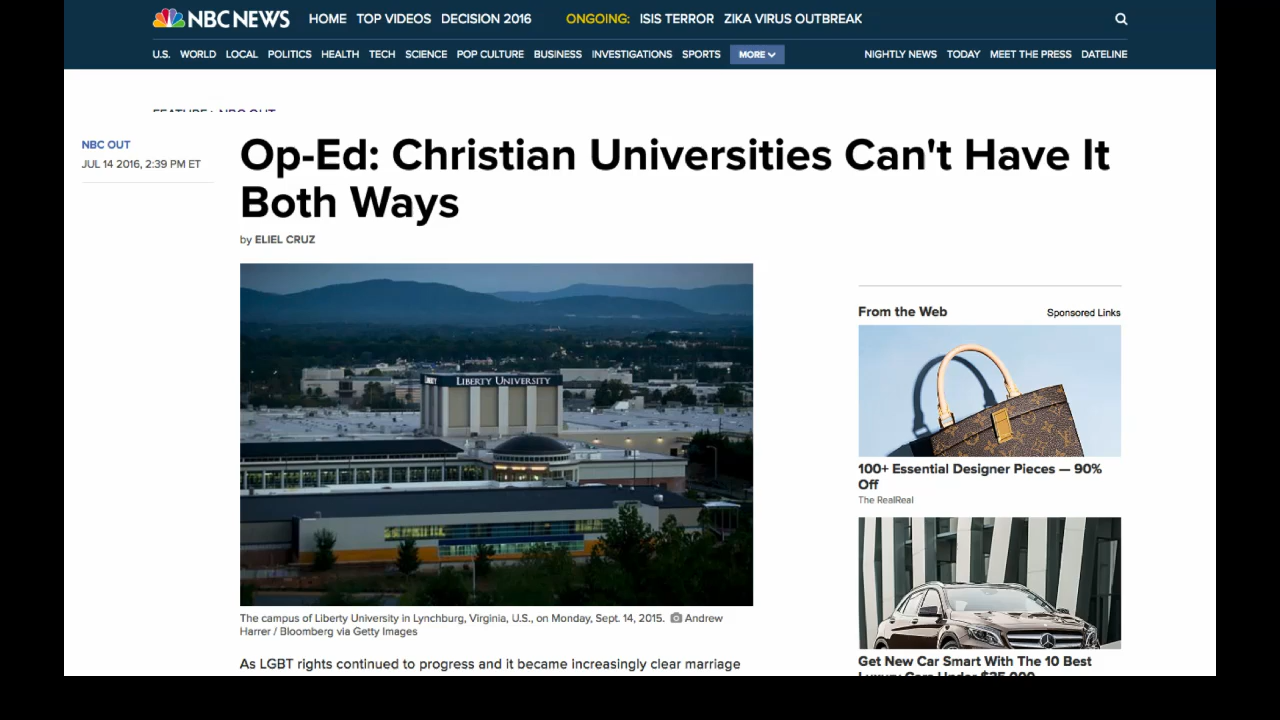 NBC NEWS HOME TOP VIDEOS DECISION 2016 ONGOING: ISIS TERROR ZIKA VIRUS OUTBREAK
U.S. WORLD LOCAL POLITICS HEALTH TECH SCIENCE POP CULTURE BUSINESS INVESTIGATIONS SPORTS MORE NIGHTLY NEWS TODAY MEET THE PRESS DATELINE
NBC OUT
JUL 14 2016, 2:39 PM ET
Op-Ed: Christian Universities Can't Have It
Both Ways
by ELIEL CRUZ
LIBERTY UNIVERSITY
The campus of Liberty University in Lynchburg, Virginia, U.S., on Monday, Sept. 14, 2015. Andrew
Harrer / Bloomberg via Getty Images
As LGBT rights continued to progress and it became increasingly clear marriage
From the Web Sponsored Links
100+ Essential Designer Pieces — 90%
Off
The RealReal
Get New Car Smart With The 10 Best